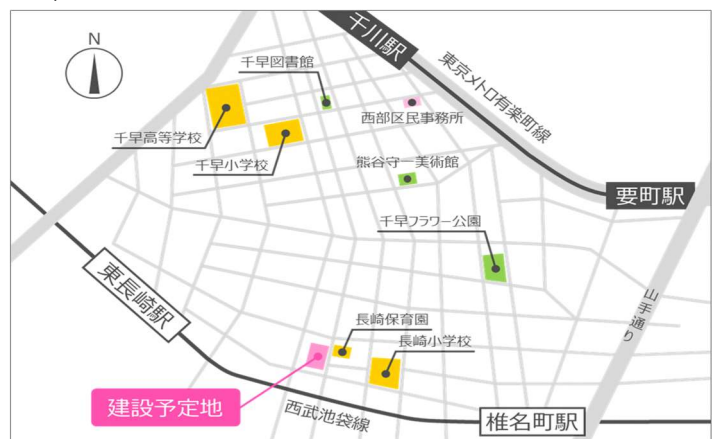 N
千川駅
東京メトロ有楽町線
千早図書館
西部区民事務所
千早高等学校
千早小学校
熊谷守一美術館
要町駅
千早フラワー公園
東長崎駅
山手通り
長崎保育園
長崎小学校
建設予定地
西武池袋線
椎名町駅